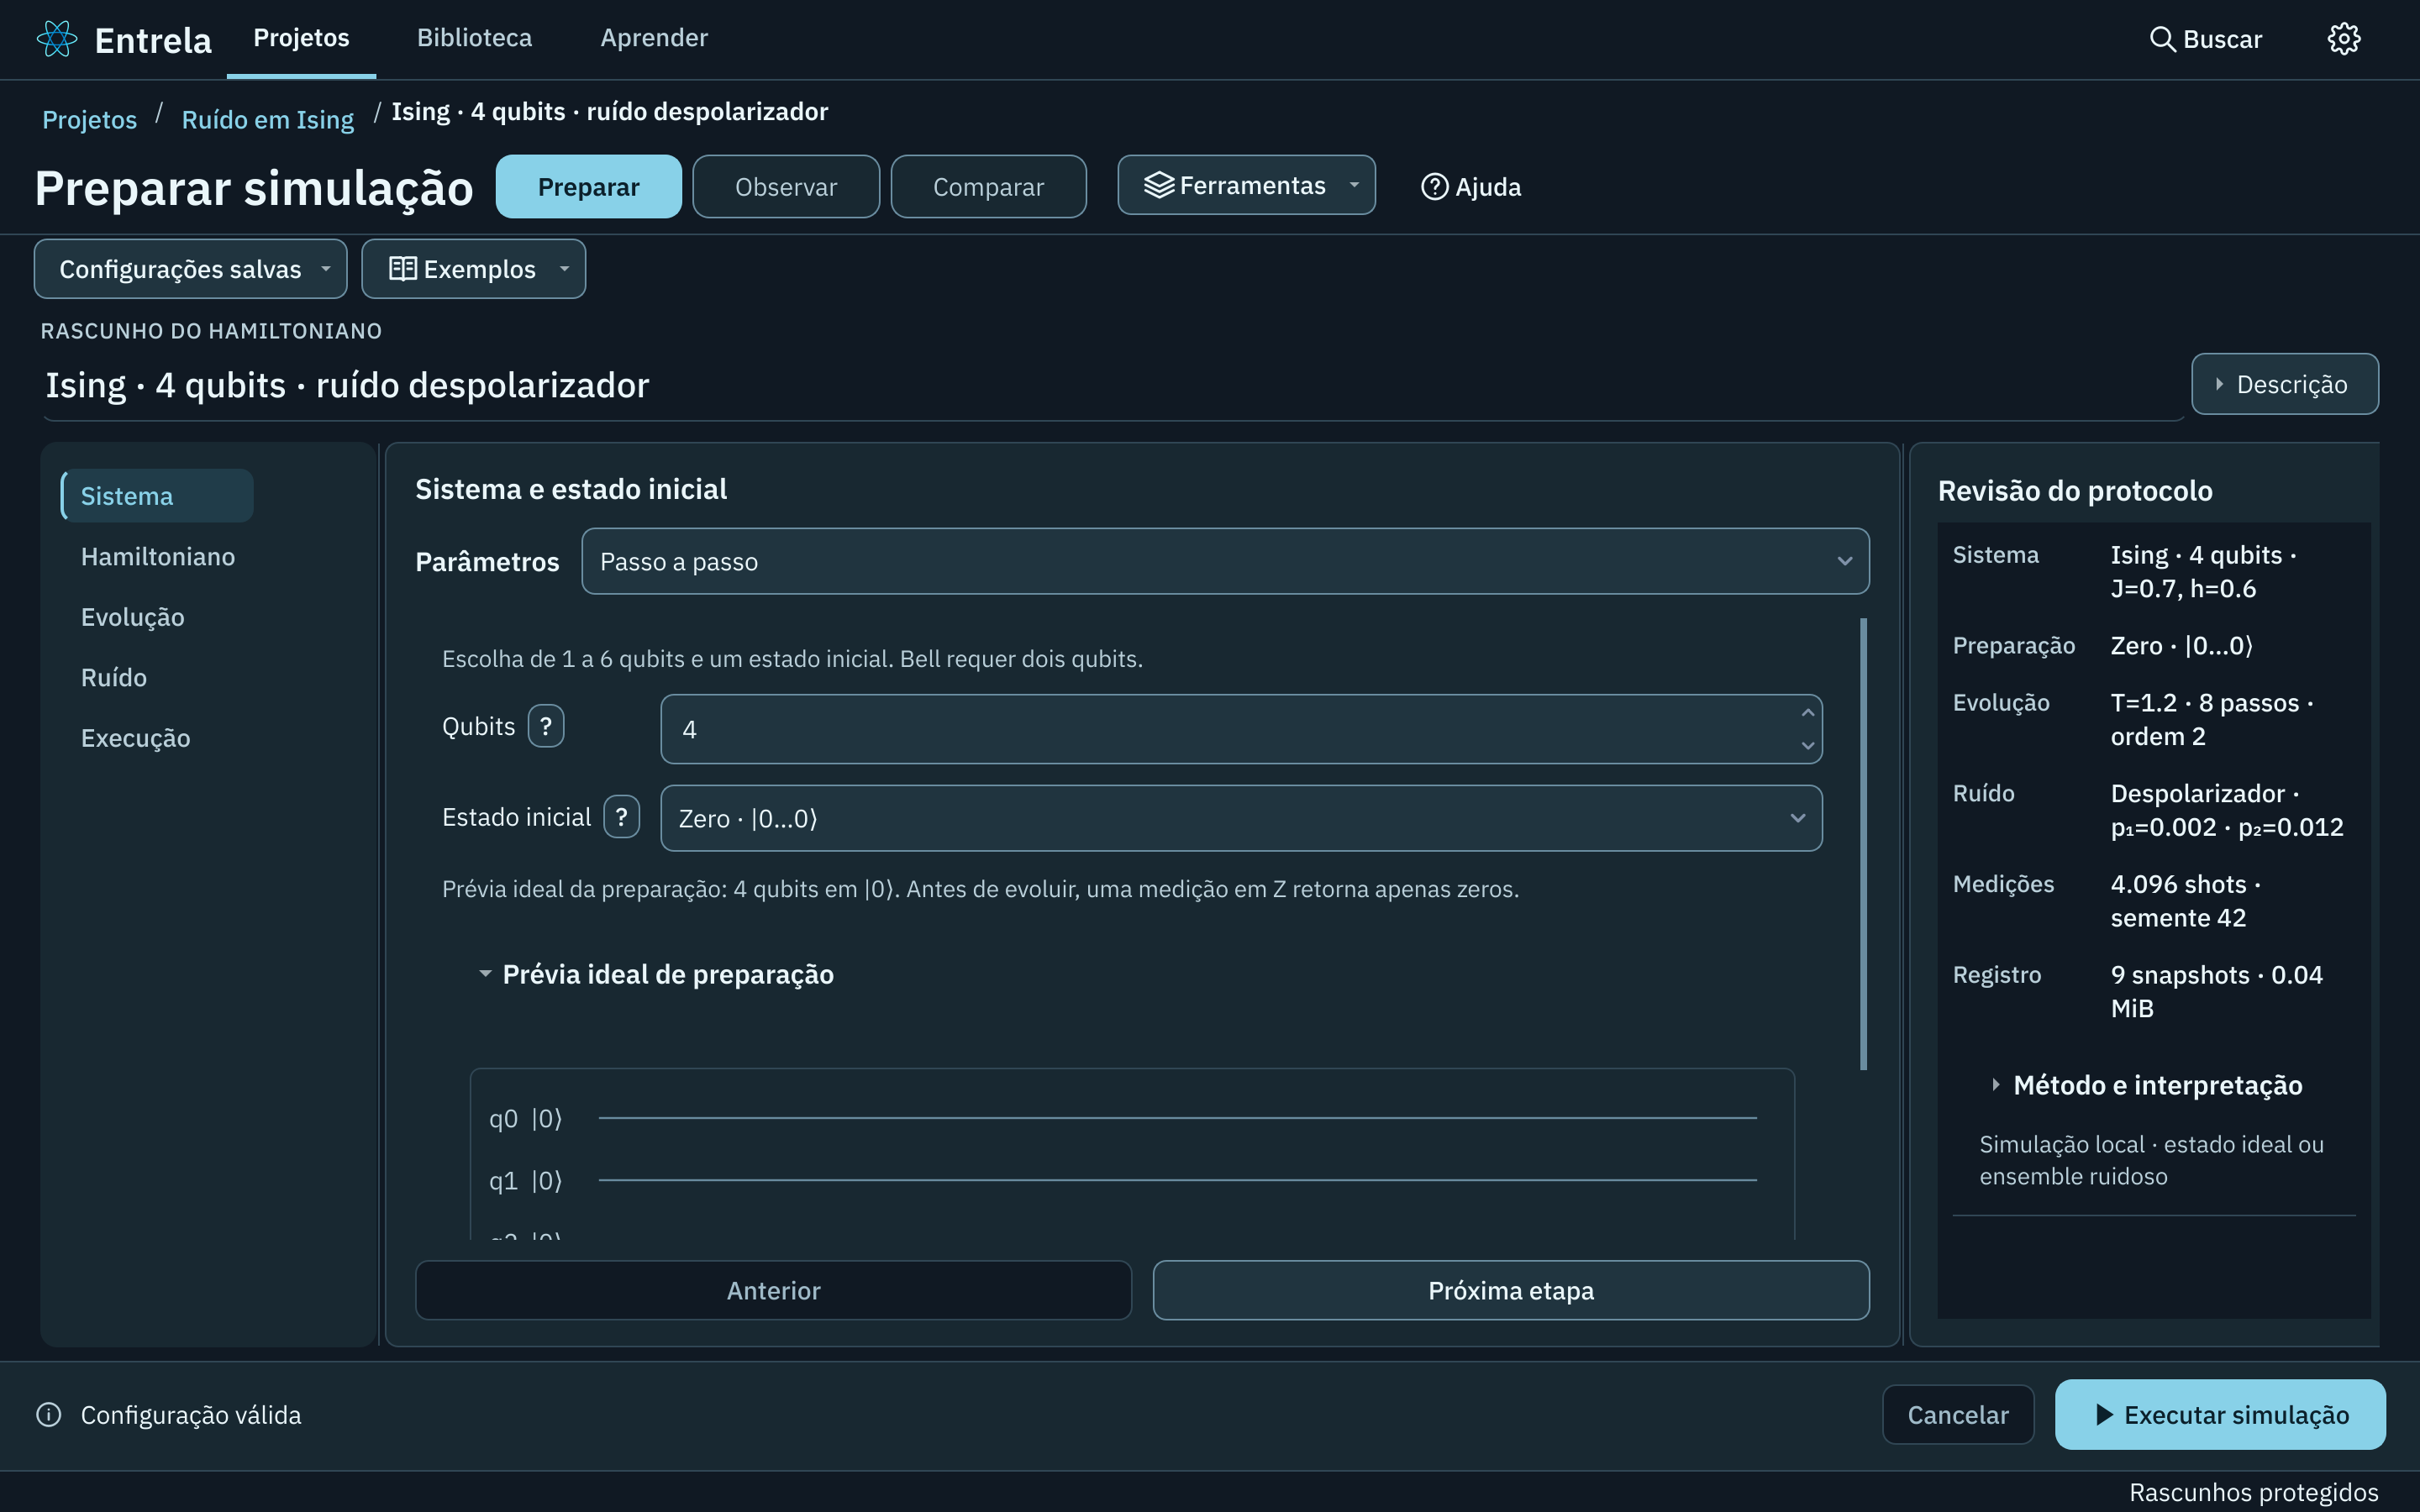 Entrela
Projetos
Biblioteca
Aprender
Buscar
Projetos / Ruído em Ising / Ising · 4 qubits · ruído despolarizador
Preparar simulação
Preparar
Observar
Comparar
Ferramentas
Ajuda
Configurações salvas
Exemplos
RASCUNHO DO HAMILTONIANO
Ising · 4 qubits · ruído despolarizador
Descrição
Sistema
Hamiltoniano
Evolução
Ruído
Execução
Sistema e estado inicial
Parâmetros
Passo a passo
Escolha de 1 a 6 qubits e um estado inicial. Bell requer dois qubits.
Qubits ?
4
Estado inicial ?
Zero · |0…0⟩
Prévia ideal da preparação: 4 qubits em |0⟩. Antes de evoluir, uma medição em Z retorna apenas zeros.
Prévia ideal de preparação
q0 |0⟩
q1 |0⟩
Anterior
Próxima etapa
Revisão do protocolo
Sistema
Ising · 4 qubits ·
J=0.7, h=0.6
Preparação
Zero · |0…0⟩
Evolução
T=1.2 · 8 passos ·
ordem 2
Ruído
Despolarizador ·
p₁=0.002 · p₂=0.012
Medições
4.096 shots ·
semente 42
Registro
9 snapshots · 0.04
MiB
Método e interpretação
Simulação local · estado ideal ou
ensemble ruidoso
Configuração válida
Cancelar
Executar simulação
Rascunhos protegidos